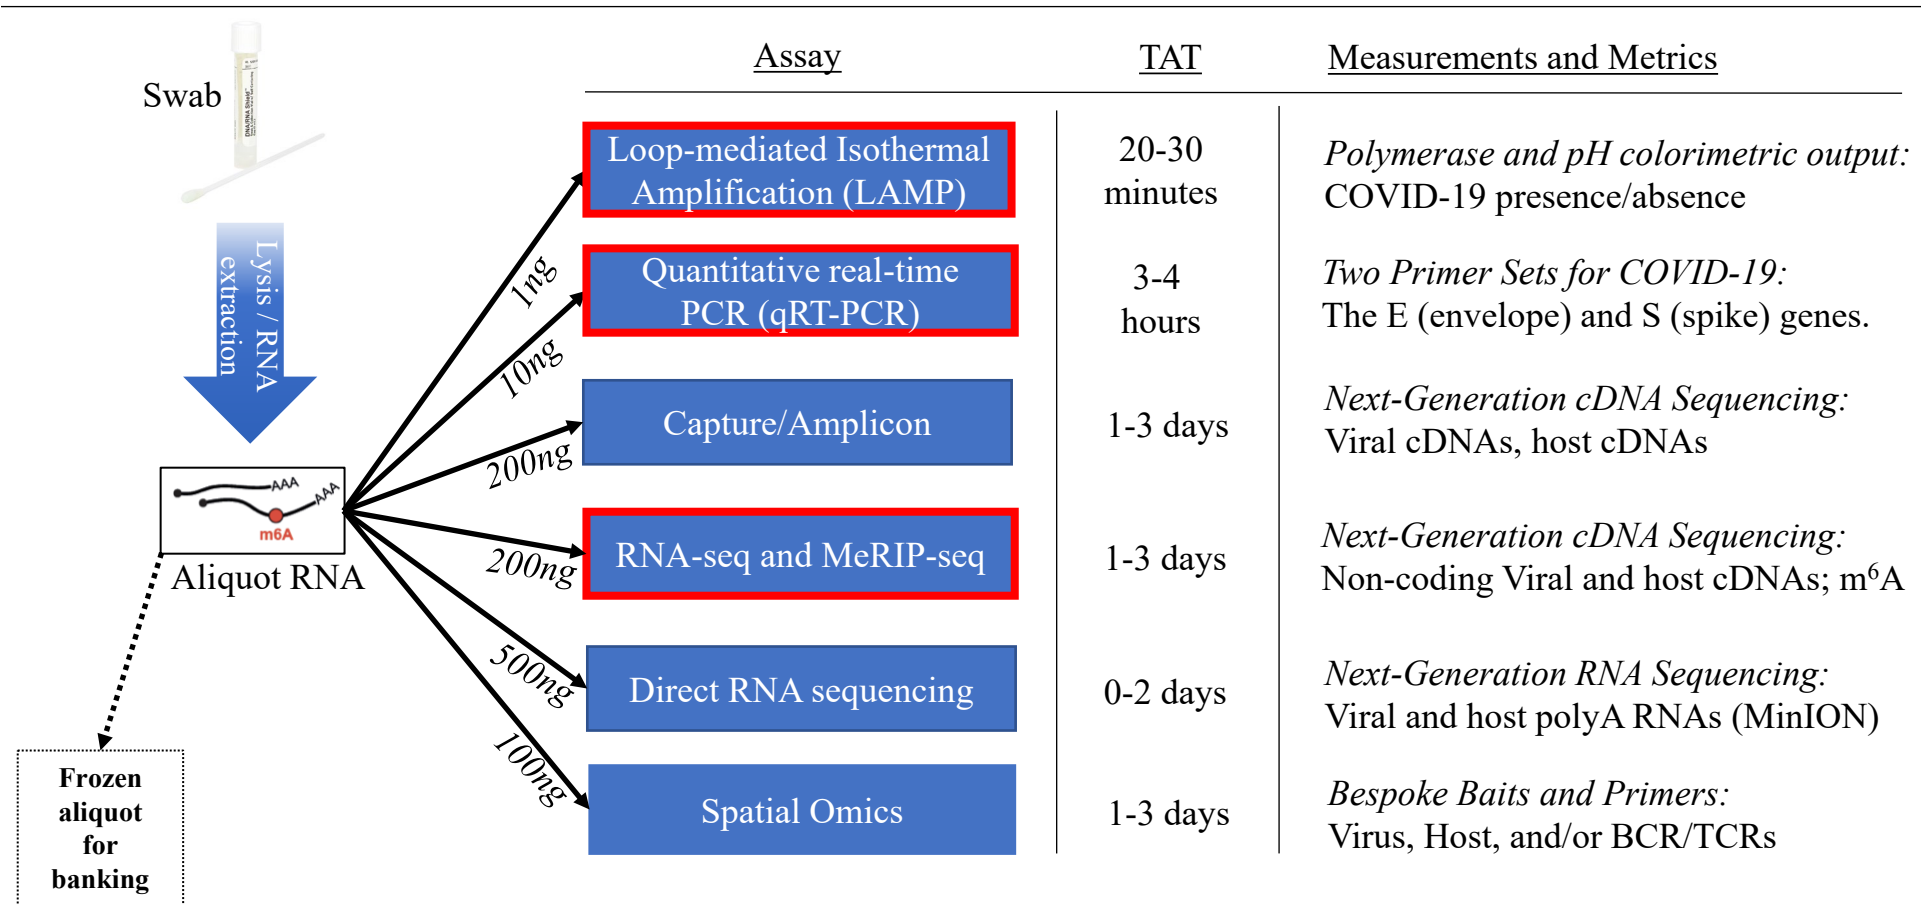 Assay
TAT
Measurements and Metrics
Swab
DNA/RNA Shield
Loop-mediated Isothermal
Amplification (LAMP)
20-30
minutes
Polymerase and pH colorimetric output:
COVID-19 presence/absence
1ng
Lysis / RNA
extraction
Quantitative real-time
PCR (qRT-PCR)
3-4
hours
Two Primer Sets for COVID-19:
The E (envelope) and S (spike) genes.
10ng
Capture/Amplicon
1-3 days
Next-Generation cDNA Sequencing:
Viral cDNAs, host cDNAs
200ng
AAA
AAA
m6A
Aliquot RNA
RNA-seq and MeRIP-seq
1-3 days
Next-Generation cDNA Sequencing:
Non-coding Viral and host cDNAs; m⁶A
200ng
Direct RNA sequencing
0-2 days
Next-Generation RNA Sequencing:
Viral and host polyA RNAs (MinION)
500ng
Spatial Omics
1-3 days
Bespoke Baits and Primers:
Virus, Host, and/or BCR/TCRs
100ng
Frozen
aliquot
for
banking